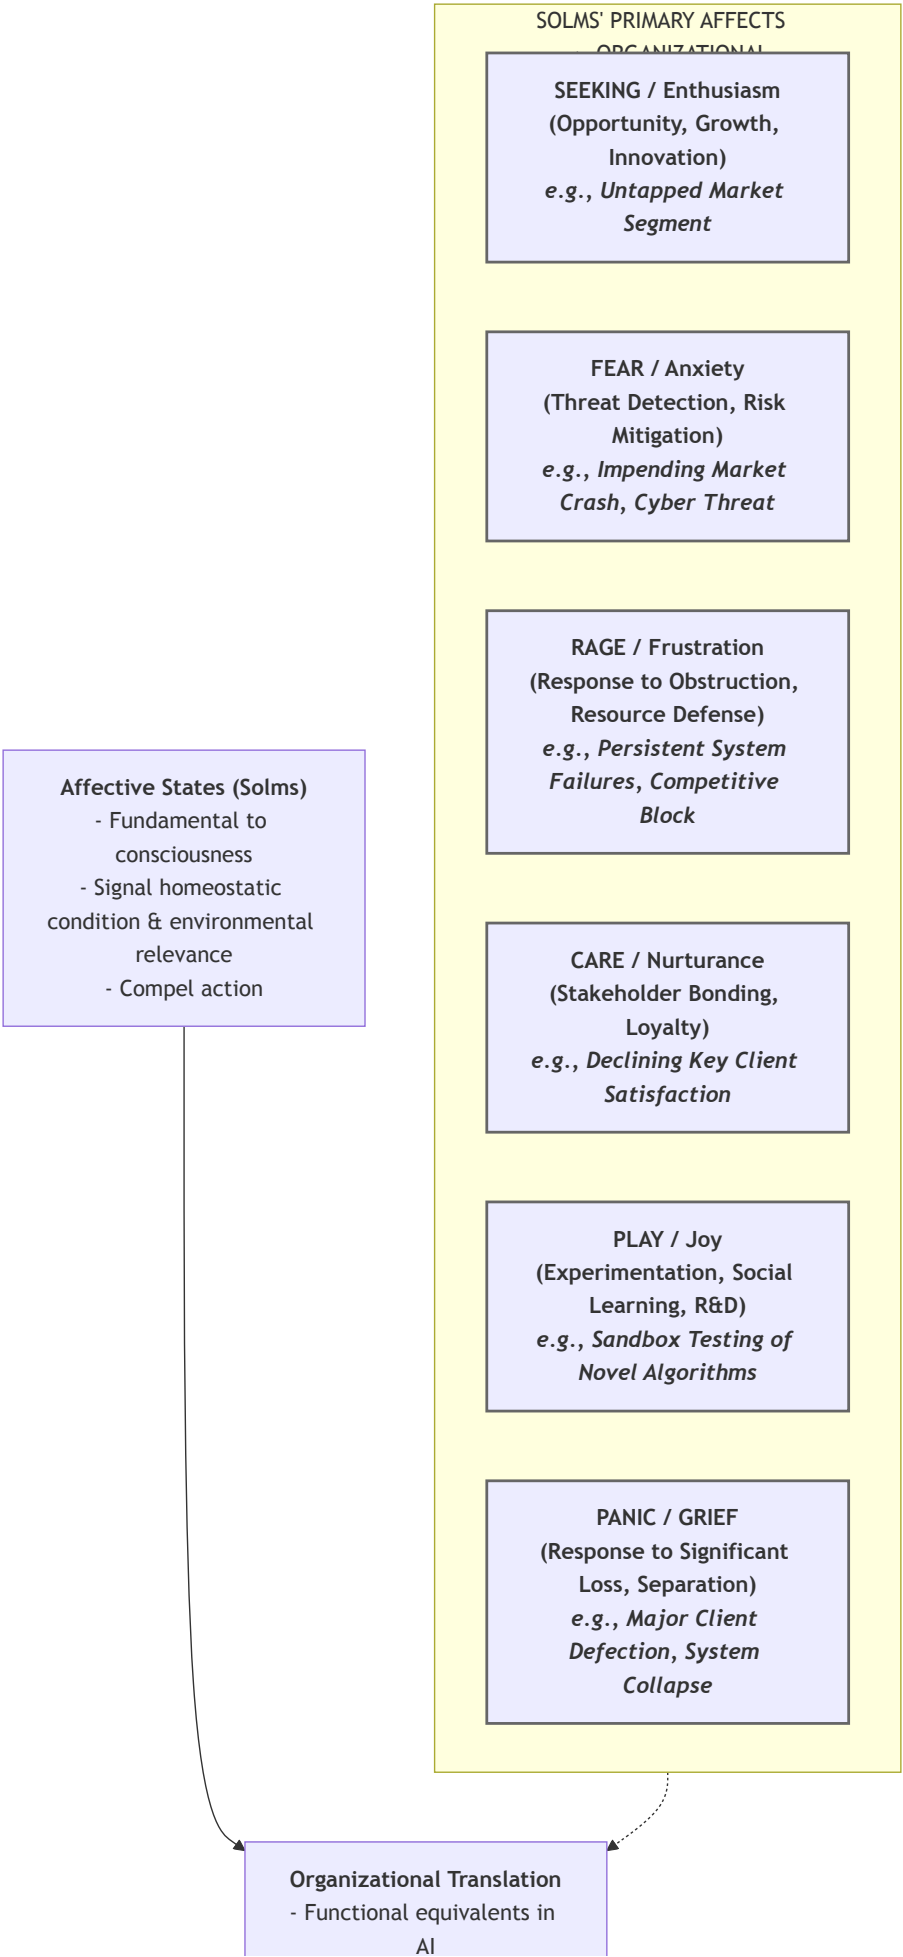 SOLMS' PRIMARY AFFECTS
ORGANIZATIONAL
SEEKING / Enthusiasm
(Opportunity, Growth,
Innovation)
e.g., Untapped Market
Segment
FEAR / Anxiety
(Threat Detection, Risk
Mitigation)
e.g., Impending Market
Crash, Cyber Threat
RAGE / Frustration
(Response to Obstruction,
Resource Defense)
e.g., Persistent System
Failures, Competitive
Block
Affective States (Solms)
- Fundamental to
consciousness
- Signal homeostatic
condition & environmental
relevance
- Compel action
CARE / Nurturance
(Stakeholder Bonding,
Loyalty)
e.g., Declining Key Client
Satisfaction
PLAY / Joy
(Experimentation, Social
Learning, R&D)
e.g., Sandbox Testing of
Novel Algorithms
PANIC / GRIEF
(Response to Significant
Loss, Separation)
e.g., Major Client
Defection, System
Collapse
Organizational Translation
- Functional equivalents in
AI